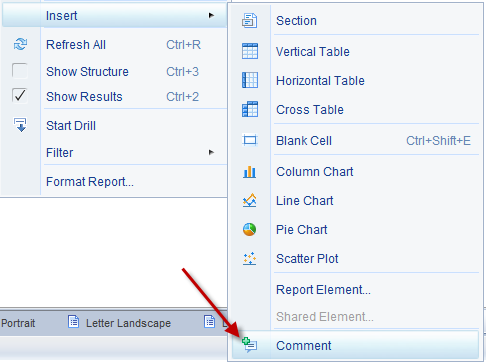 Insert
Refresh All Ctrl+R
Show Structure Ctrl+3
Show Results Ctrl+2
Start Drill
Filter
Format Report...
Section
Vertical Table
Horizontal Table
Cross Table
Blank Cell Ctrl+Shift+E
Column Chart
Line Chart
Pie Chart
Scatter Plot
Report Element...
Shared Element...
Comment
Portrait Letter Landscape